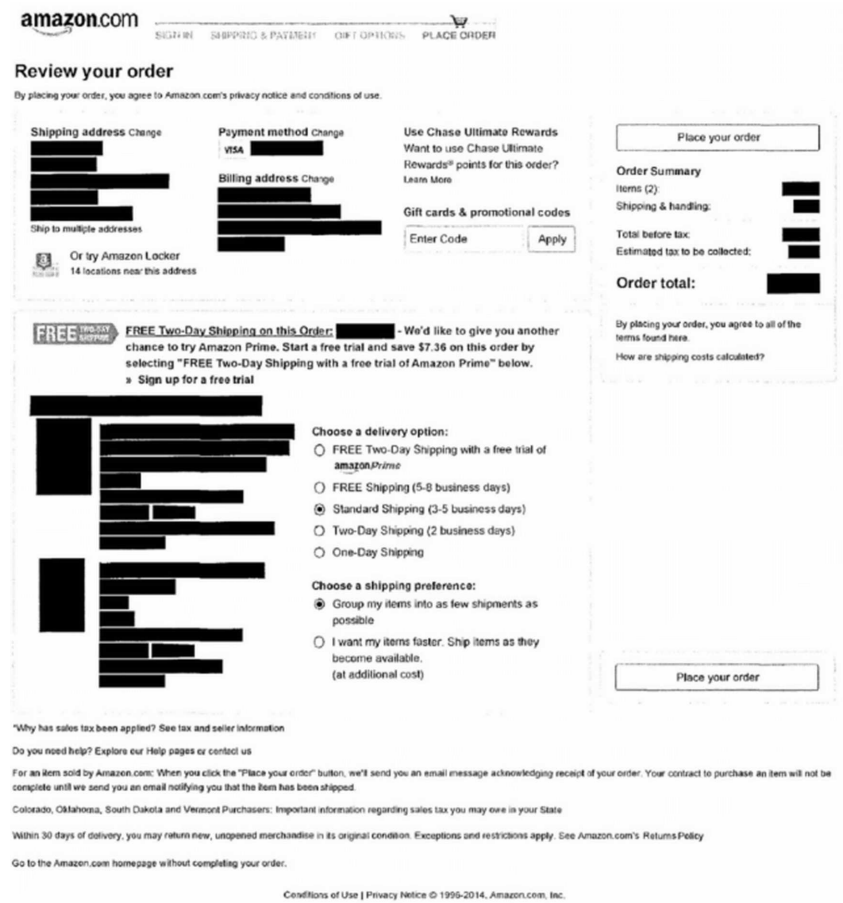 amazon.com
SIGN IN SHIPPING & PAYMENT GIFT OPTIONS PLACE ORDER
Review your order
By placing your order, you agree to Amazon.com's privacy notice and conditions of use.
Shipping address Change
Ship to multiple addresses
Or try Amazon Locker
14 locations near this address
Payment method Change
VISA
Billing address Change
Use Chase Ultimate Rewards
Want to use Chase Ultimate
Rewards® points for this order?
Learn More
Gift cards & promotional codes
Enter Code Apply
Place your order
Order Summary
Items (2):
Shipping & handling:
Total before tax:
Estimated tax to be collected:
Order total:
By placing your order, you agree to all of the
terms found here.
How are shipping costs calculated?
FREE TWO-DAY
SHIPPING
FREE Two-Day Shipping on this Order: - We'd like to give you another
chance to try Amazon Prime. Start a free trial and save $7.36 on this order by
selecting "FREE Two-Day Shipping with a free trial of Amazon Prime" below.
» Sign up for a free trial
Choose a delivery option:
FREE Two-Day Shipping with a free trial of
amazonPrime
FREE Shipping (5-8 business days)
Standard Shipping (3-5 business days)
Two-Day Shipping (2 business days)
One-Day Shipping
Choose a shipping preference:
Group my items into as few shipments as
possible
I want my items faster. Ship items as they
become available.
(at additional cost)
Place your order
*Why has sales tax been applied? See tax and seller information
Do you need help? Explore our Help pages or contact us
For an item sold by Amazon.com: When you click the "Place your order" button, we'll send you an email message acknowledging receipt of your order. Your contract to purchase an item will not be
complete until we send you an email notifying you that the item has been shipped.
Colorado, Oklahoma, South Dakota and Vermont Purchasers: Important information regarding sales tax you may owe in your State
Within 30 days of delivery, you may return new, unopened merchandise in its original condition. Exceptions and restrictions apply. See Amazon.com's Returns Policy
Go to the Amazon.com homepage without completing your order.
Conditions of Use | Privacy Notice © 1996-2014, Amazon.com, Inc.